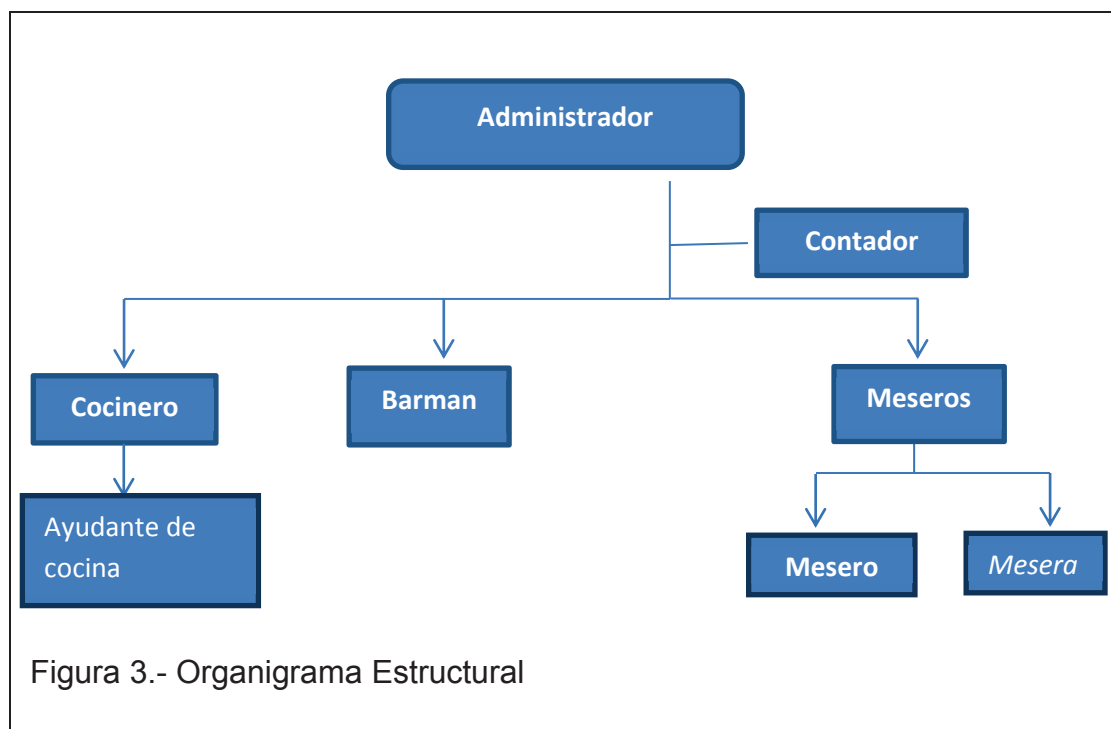 Administrador
Contador
Cocinero
Barman
Meseros
Ayudante de
cocina
Mesero
Mesera
Figura 3.- Organigrama Estructural